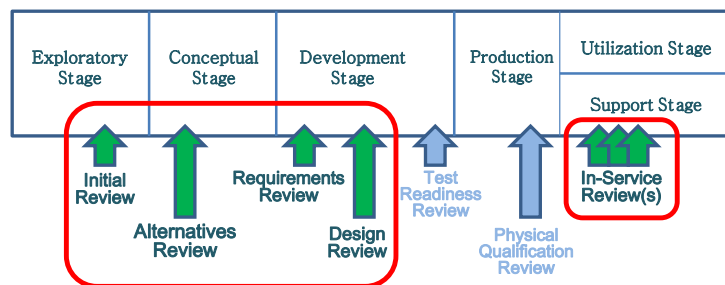 Exploratory
Stage
Conceptual
Stage
Development
Stage
Production
Stage
Utilization Stage
Support Stage
Initial
Review
Alternatives
Review
Requirements
Review
Design
Review
Test
Readiness
Review
Physical
Qualification
Review
In-Service
Review(s)